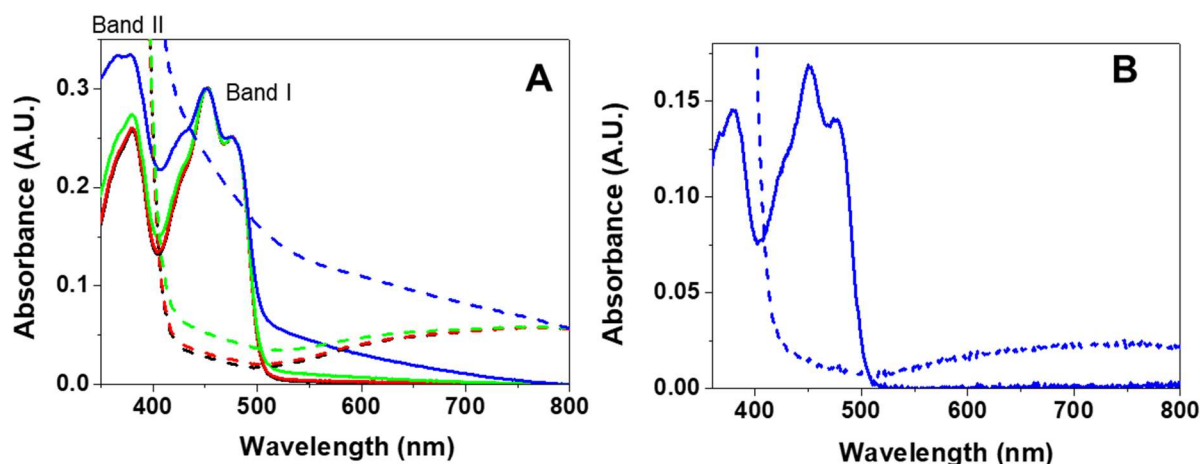 Band II
A
Band I
0.3
0.2
0.1
0.0
Absorbance (A.U.)
400 500 600 700 800
Wavelength (nm)
B
0.15
0.10
0.05
0.00
Absorbance (A.U.)
400 500 600 700 800
Wavelength (nm)